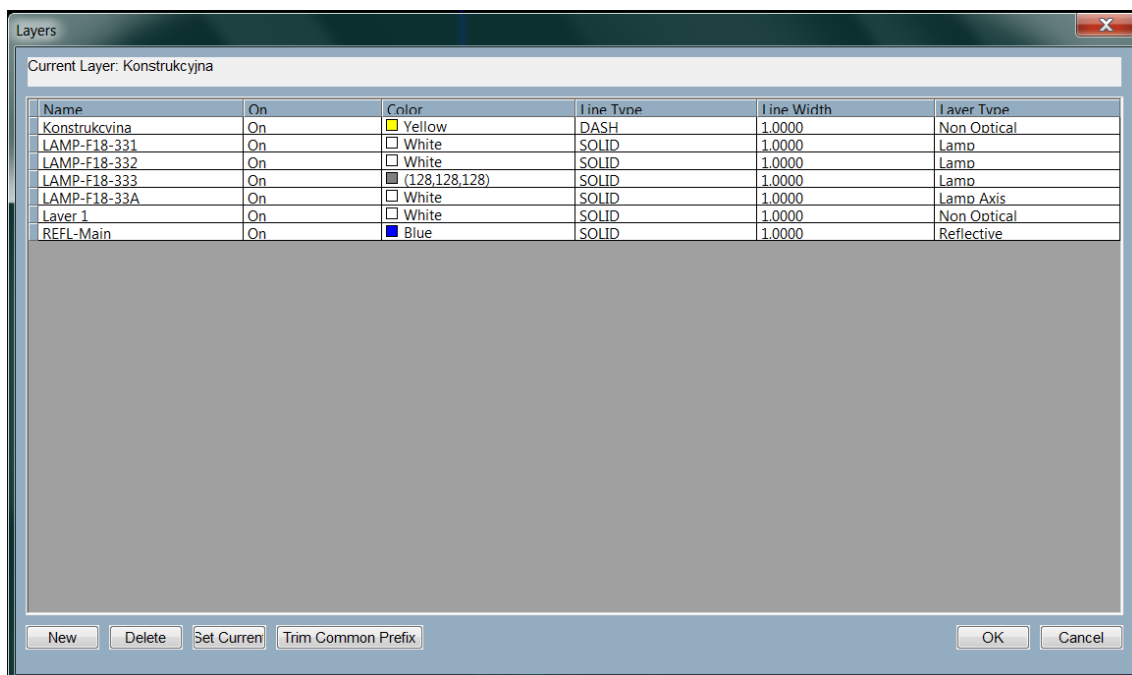 Layers
Current Layer: Konstrukcyjna
Name On Color Line Type Line Width Layer Type
Konstrukcyjna On Yellow DASH 1.0000 Non Optical
LAMP-F18-331 On White SOLID 1.0000 Lamp
LAMP-F18-332 On White SOLID 1.0000 Lamp
LAMP-F18-333 On (128,128,128) SOLID 1.0000 Lamp
LAMP-F18-33A On White SOLID 1.0000 Lamp Axis
Layer 1 On White SOLID 1.0000 Non Optical
REFL-Main On Blue SOLID 1.0000 Reflective
New Delete Set Current Trim Common Prefix OK Cancel